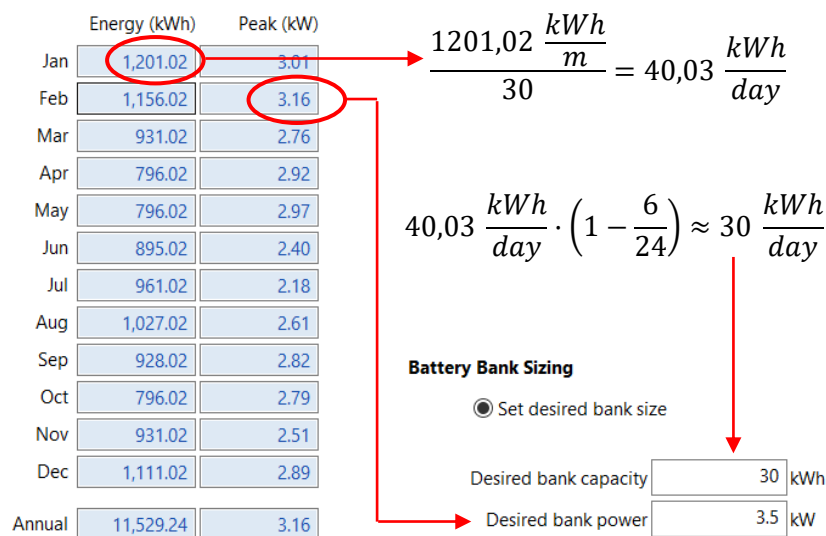 Energy (kWh) Peak (kW)
Jan 1,201.02 3.01
Feb 1,156.02 3.16
Mar 931.02 2.76
Apr 796.02 2.92
May 796.02 2.97
Jun 895.02 2.40
Jul 961.02 2.18
Aug 1,027.02 2.61
Sep 928.02 2.82
Oct 796.02 2.79
Nov 931.02 2.51
Dec 1,111.02 2.89
Annual 11,529.24 3.16
1201,02 kWh/m / 30 = 40,03 kWh/day
40,03 kWh/day · (1 − 6/24) ≈ 30 kWh/day
Battery Bank Sizing
Set desired bank size
Desired bank capacity 30 kWh
Desired bank power 3.5 kW